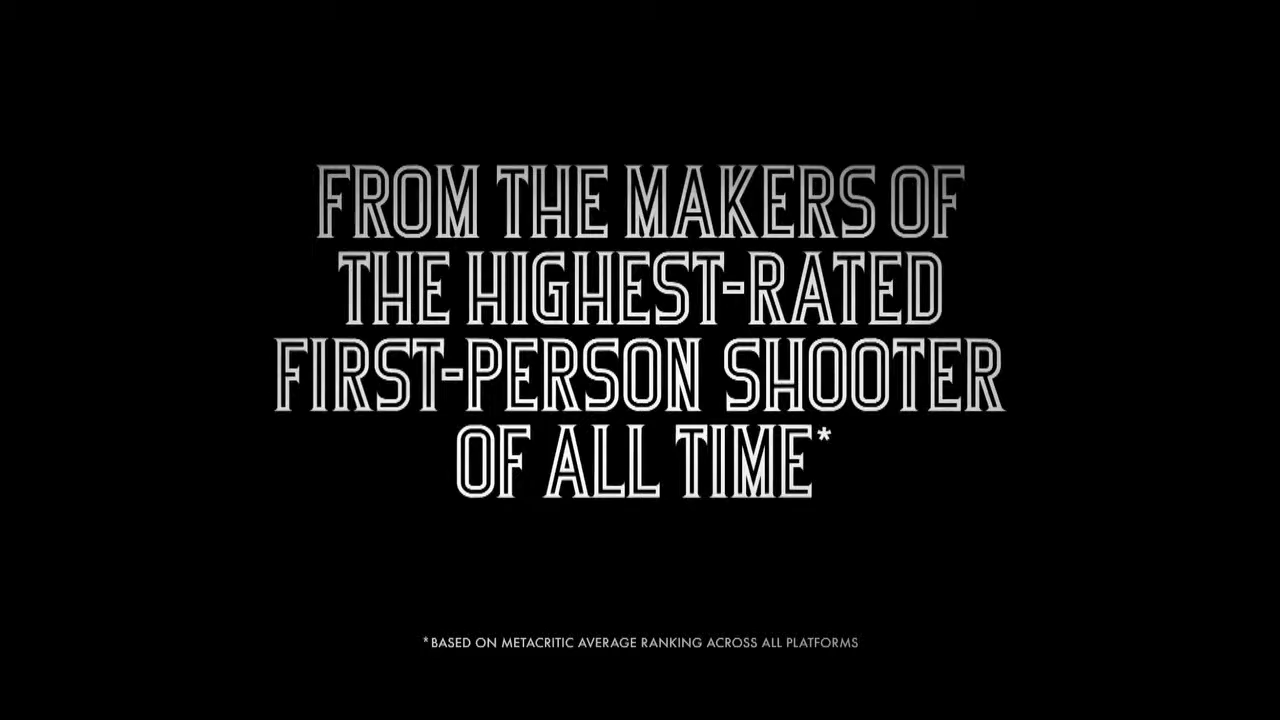 FROM THE MAKERS OF
THE HIGHEST-RATED
FIRST-PERSON SHOOTER
OF ALL TIME*
*BASED ON METACRITIC AVERAGE RANKING ACROSS ALL PLATFORMS